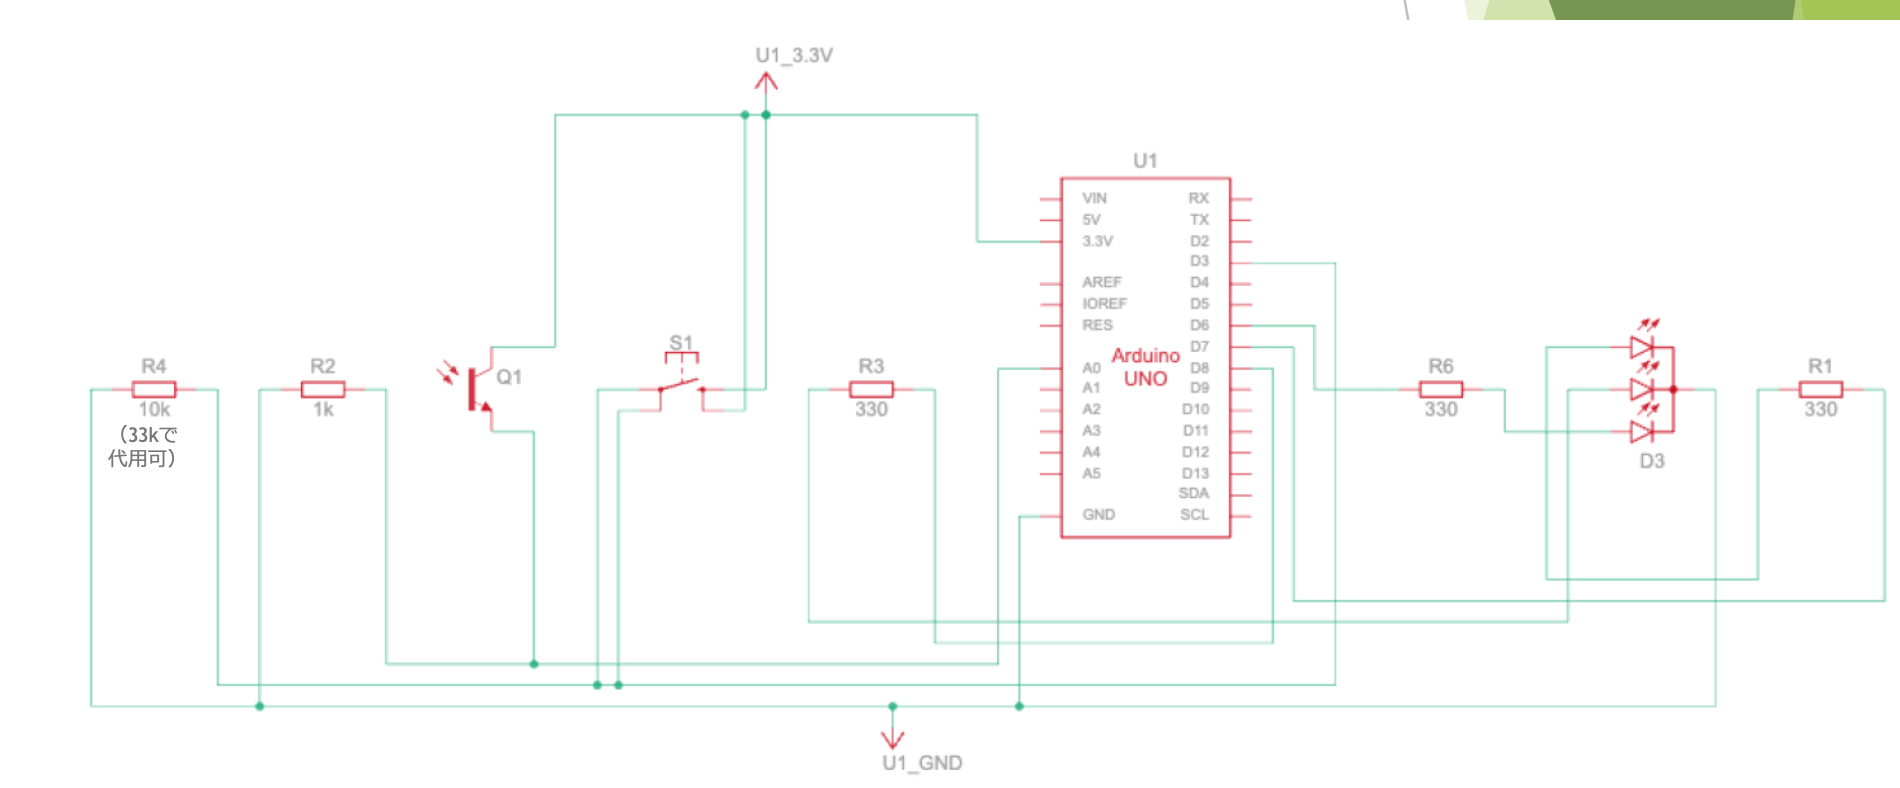 U1_3.3V
U1
VIN
5V
3.3V
AREF
IOREF
RES
A0
A1
A2
A3
A4
A5
GND
RX
TX
D2
D3
D4
D5
D6
D7
D8
D9
D10
D11
D12
D13
SDA
SCL
Arduino
UNO
R4
10k
（33kで
代用可）
R2
1k
Q1
S1
R3
330
R6
330
D3
R1
330
U1_GND